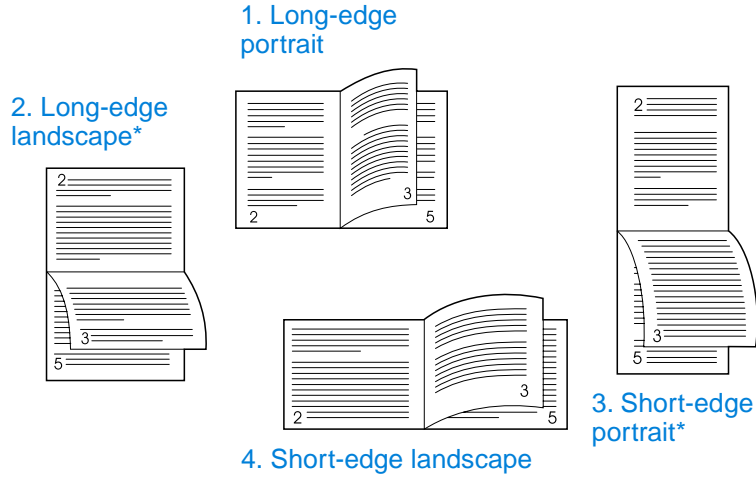 1. Long-edge
portrait
2. Long-edge
landscape*
2
3
5
2
3
5
2
3
5
2
3
5
3. Short-edge
portrait*
4. Short-edge landscape